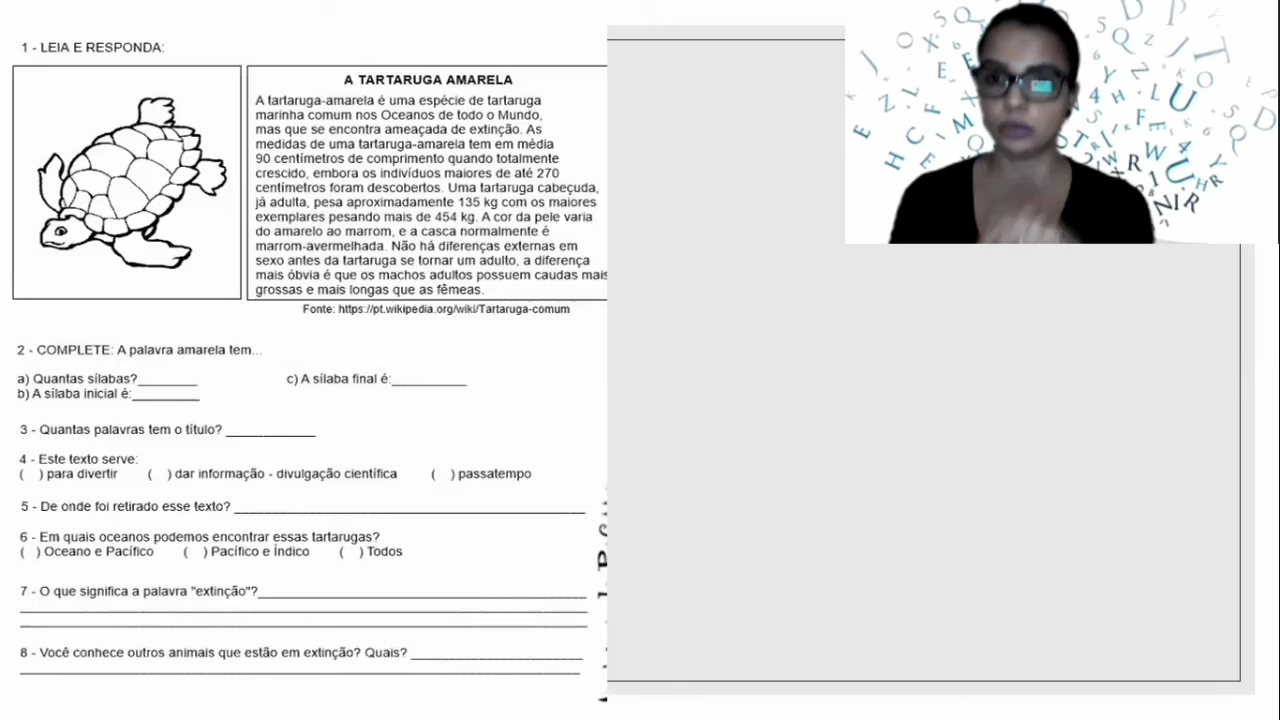 1 - LEIA E RESPONDA:
A TARTARUGA AMARELA
A tartaruga-amarela é uma espécie de tartaruga
marinha comum nos Oceanos de todo o Mundo,
mas que se encontra ameaçada de extinção. As
medidas de uma tartaruga-amarela tem em média
90 centímetros de comprimento quando totalmente
crescido, embora os indivíduos maiores de até 270
centímetros foram descobertos. Uma tartaruga cabeçuda,
já adulta, pesa aproximadamente 135 kg com os maiores
exemplares pesando mais de 454 kg. A cor da pele varia
do amarelo ao marrom, e a casca normalmente é
marrom-avermelhada. Não há diferenças externas em
sexo antes da tartaruga se tornar um adulto, a diferença
mais óbvia é que os machos adultos possuem caudas mais
grossas e mais longas que as fêmeas.
Fonte: https://pt.wikipedia.org/wiki/Tartaruga-comum
2 - COMPLETE: A palavra amarela tem...
a) Quantas sílabas?________ c) A sílaba final é:__________
b) A sílaba inicial é:_________
3 - Quantas palavras tem o título? ____________
4 - Este texto serve:
( ) para divertir ( ) dar informação - divulgação científica ( ) passatempo
5 - De onde foi retirado esse texto? _______________________________________________
6 - Em quais oceanos podemos encontrar essas tartarugas?
( ) Oceano e Pacífico ( ) Pacífico e Índico ( ) Todos
7 - O que significa a palavra "extinção"?____________________________________________
8 - Você conhece outros animais que estão em extinção? Quais? _______________________